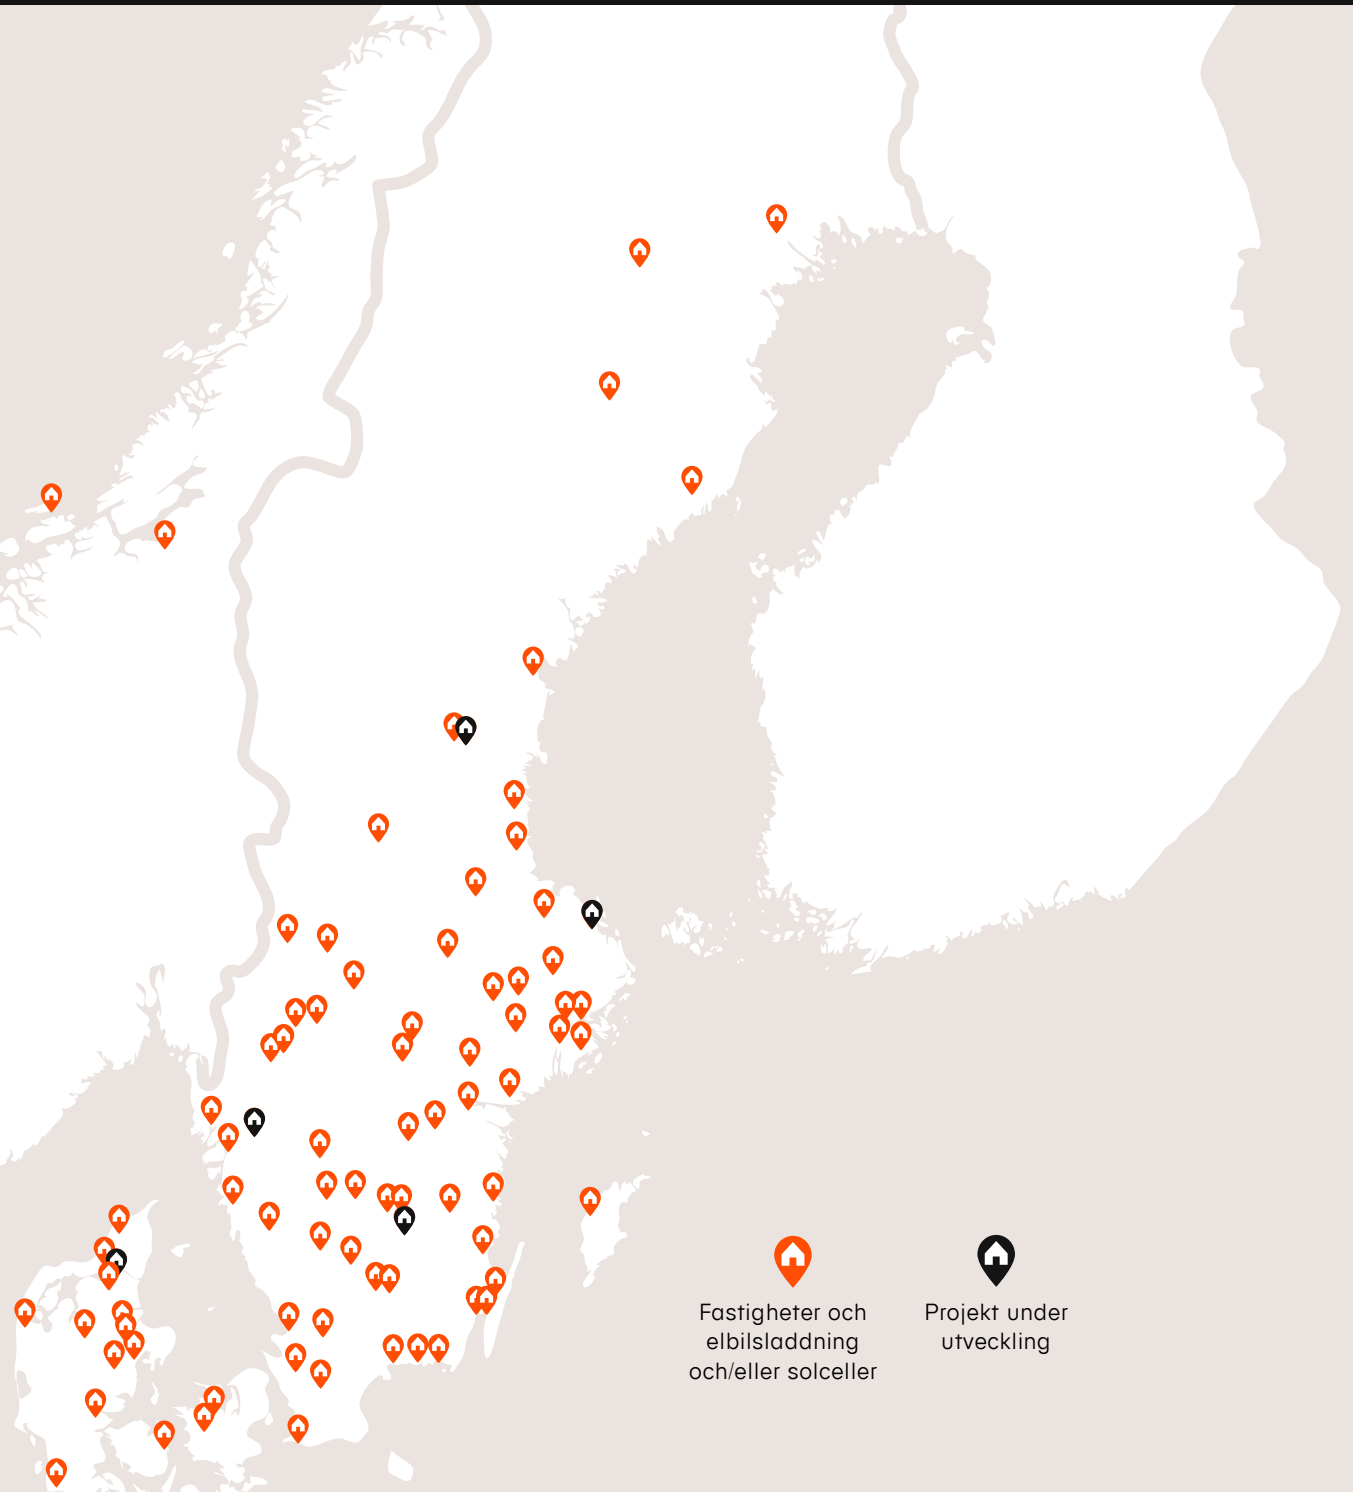 Fastigheter och
elbilsladdning
och/eller solceller
Projekt under
utveckling